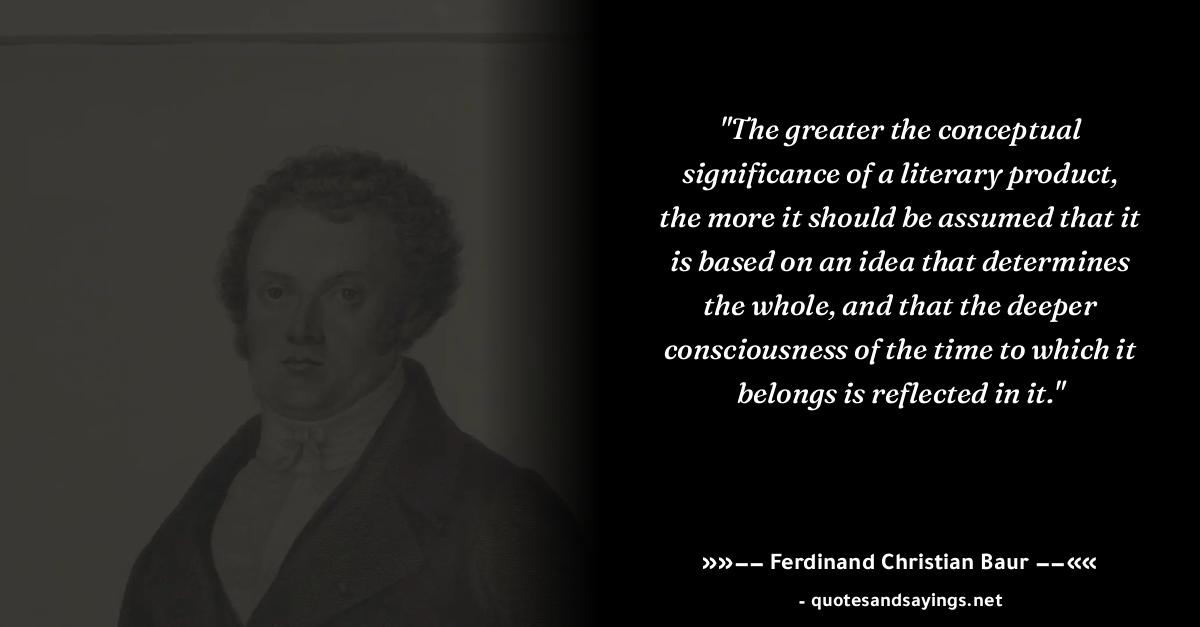 "The greater the conceptual
significance of a literary product,
the more it should be assumed that it
is based on an idea that determines
the whole, and that the deeper
consciousness of the time to which it
belongs is reflected in it."
»»–– Ferdinand Christian Baur ––««
- quotesandsayings.net